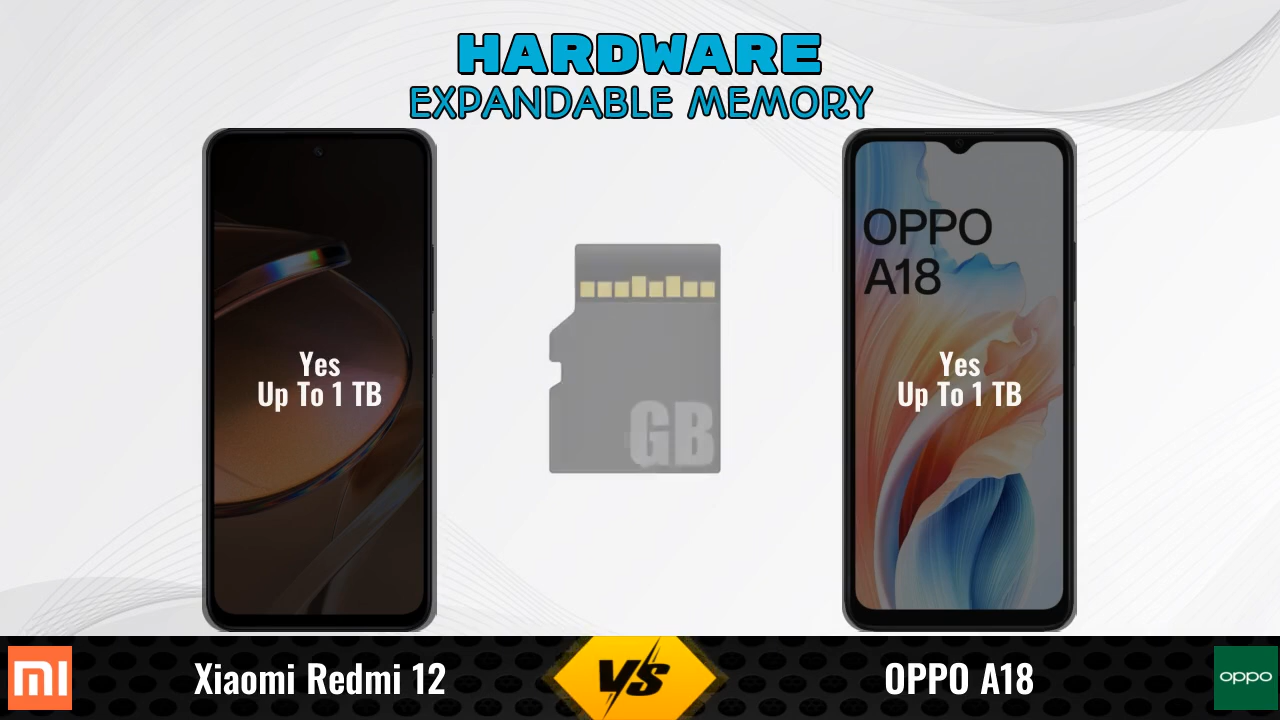 HARDWARE
EXPANDABLE MEMORY
OPPO
A18
Yes
Up To 1 TB
GB
Yes
Up To 1 TB
mi
Xiaomi Redmi 12
VS
OPPO A18
oppo